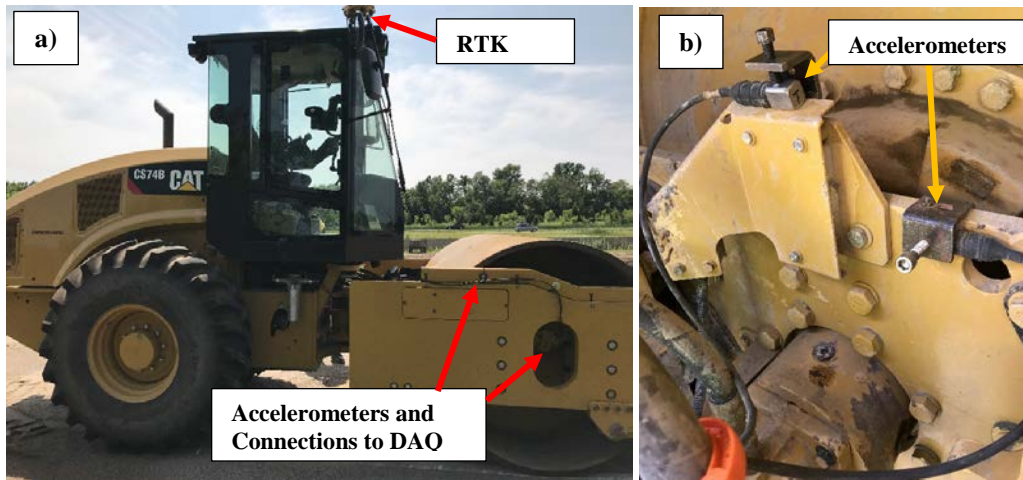 a)
RTK
CS74B
CAT
Accelerometers and
Connections to DAQ
b)
Accelerometers